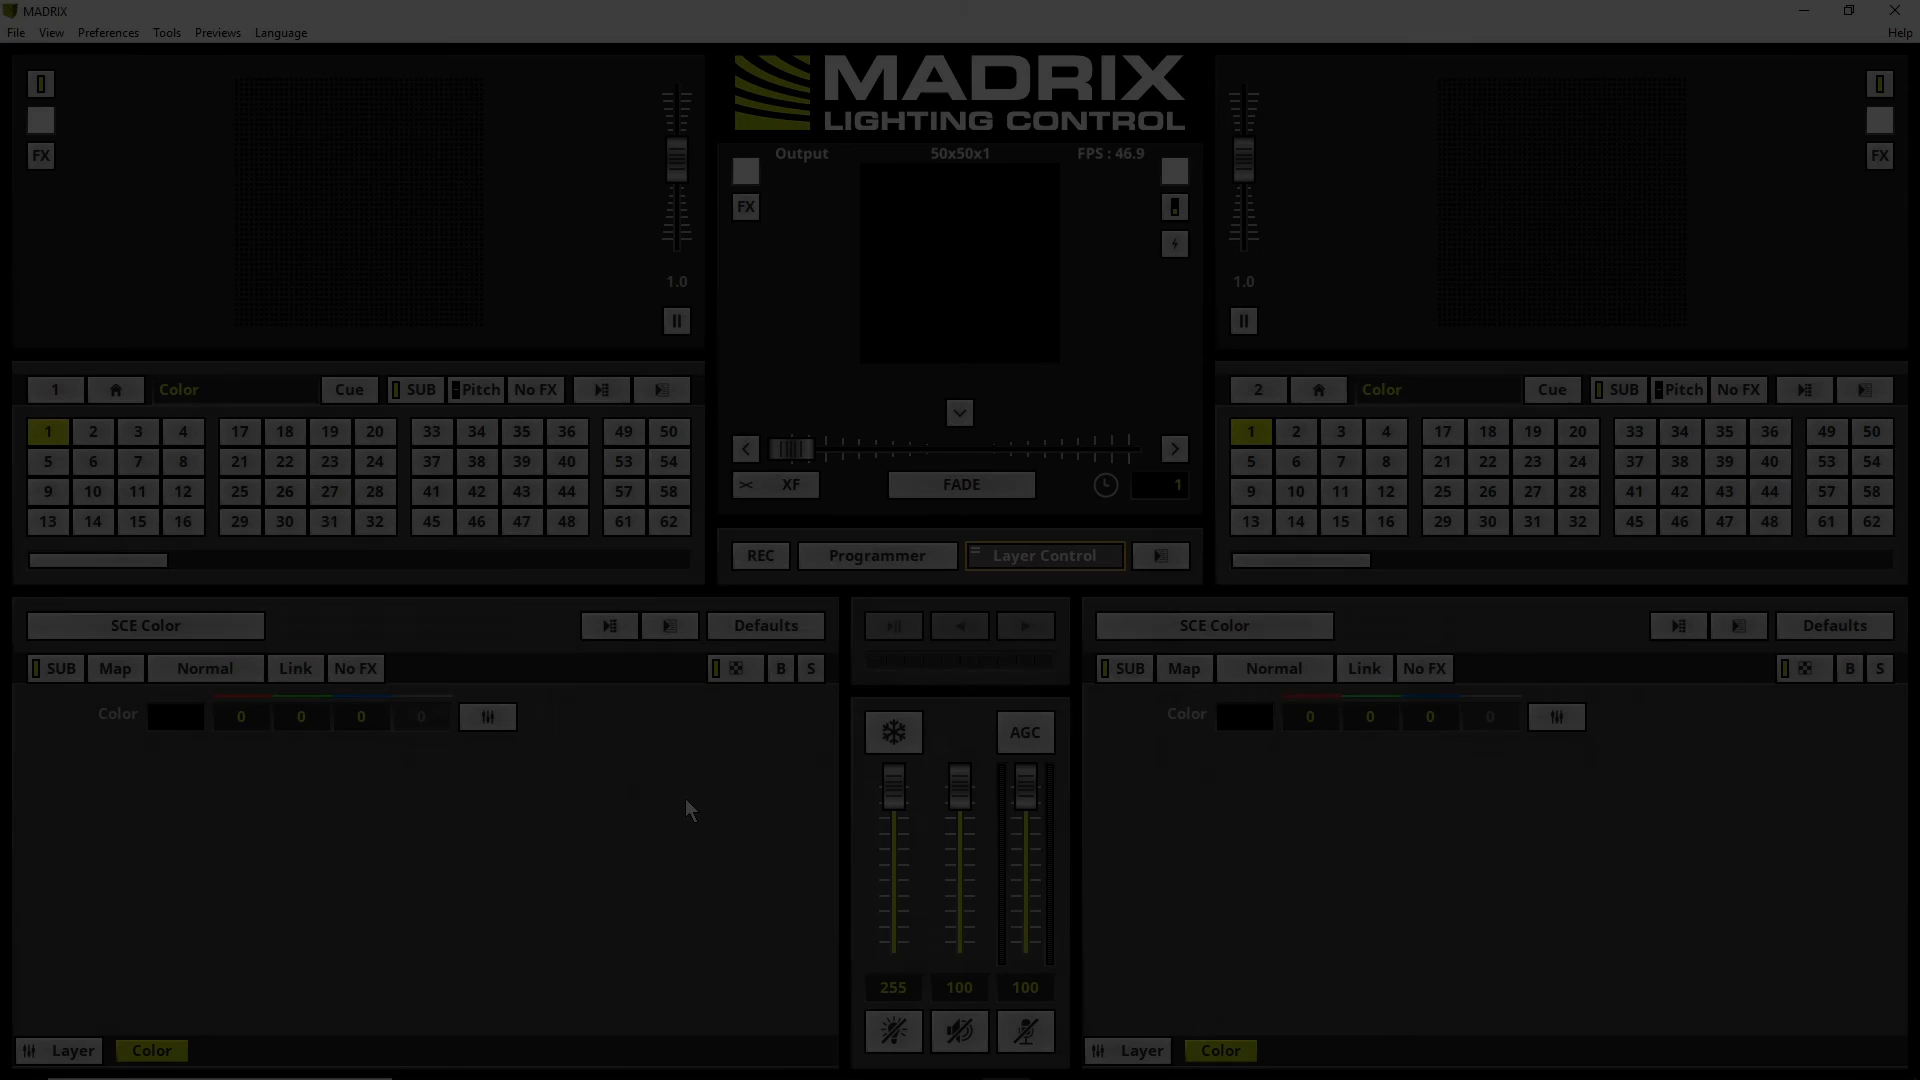 MADRIX
File View Preferences Tools Previews Language Help
MADRIX
LIGHTING CONTROL
Output 50x50x1 FPS : 46.9
FX
FX
FX
1.0
1.0
1 Color Cue SUB Pitch No FX
1 2 3 4 17 18 19 20 33 34 35 36 49 50
5 6 7 8 21 22 23 24 37 38 39 40 53 54
9 10 11 12 25 26 27 28 41 42 43 44 57 58
13 14 15 16 29 30 31 32 45 46 47 48 61 62
XF FADE 1
REC Programmer Layer Control
2 Color Cue SUB Pitch No FX
1 2 3 4 17 18 19 20 33 34 35 36 49 50
5 6 7 8 21 22 23 24 37 38 39 40 53 54
9 10 11 12 25 26 27 28 41 42 43 44 57 58
13 14 15 16 29 30 31 32 45 46 47 48 61 62
SCE Color Defaults
SUB Map Normal Link No FX B S
Color 0 0 0 0
Layer Color
AGC
255 100 100
SCE Color Defaults
SUB Map Normal Link No FX B S
Color 0 0 0 0
Layer Color